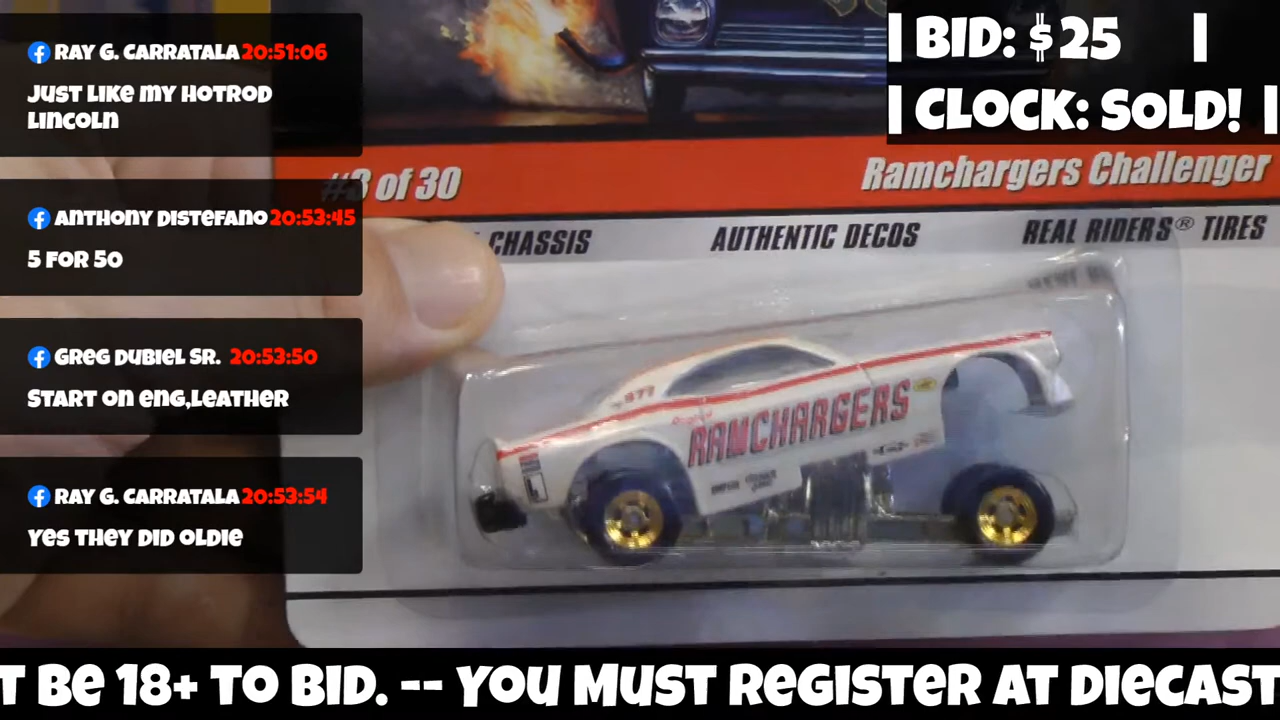 RAY G. CARRATALA 20:51:06
JUST LIKE MY HOTROD
LINCOLN
ANTHONY DISTEFANO 20:53:45
5 FOR 50
GREG DUBIEL SR. 20:53:50
START ON ENG,LEATHER
RAY G. CARRATALA 20:53:54
YES THEY DID OLDIE
| BID: $25 |
| CLOCK: SOLD! |
#3 of 30
Ramchargers Challenger
CHASSIS
AUTHENTIC DECOS
REAL RIDERS® TIRES
RAMCHARGERS
T BE 18+ TO BID. -- YOU MUST REGISTER AT DIECAST